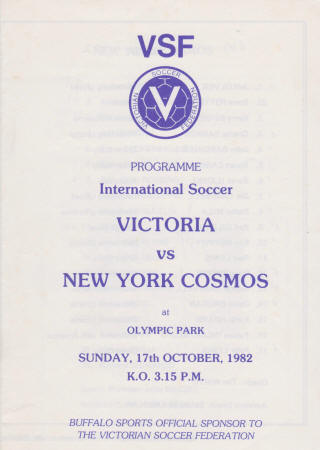 VSF
VICTORIAN SOCCER FEDERATION
V
PROGRAMME
International Soccer
VICTORIA
vs
NEW YORK COSMOS
at
OLYMPIC PARK
SUNDAY, 17th OCTOBER, 1982
K.O. 3.15 P.M.
BUFFALO SPORTS OFFICIAL SPONSOR TO
THE VICTORIAN SOCCER FEDERATION